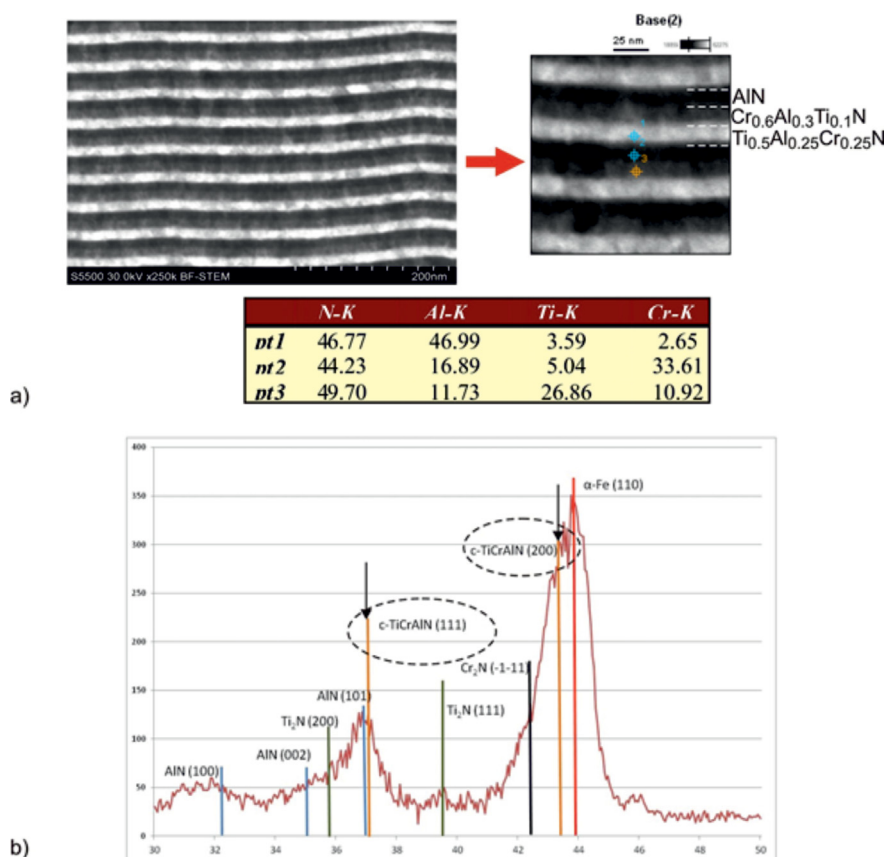 Base(2)
25 nm
AlN
Cr0.6Al0.3Ti0.1N
Ti0.5Al0.25Cr0.25N
3
S5500 30.0kV x250k BF-STEM 200nm
N-K Al-K Ti-K Cr-K
pt1 46.77 46.99 3.59 2.65
pt2 44.23 16.89 5.04 33.61
pt3 49.70 11.73 26.86 10.92
a)
400
350
300
250
200
150
100
50
0
α-Fe (110)
c-TiCrAlN (200)
c-TiCrAlN (111)
Cr2N (-1-11)
AlN (101)
Ti2N (200)
Ti2N (111)
AlN (002)
AlN (100)
30 32 34 36 38 40 42 44 46 48 50
b)